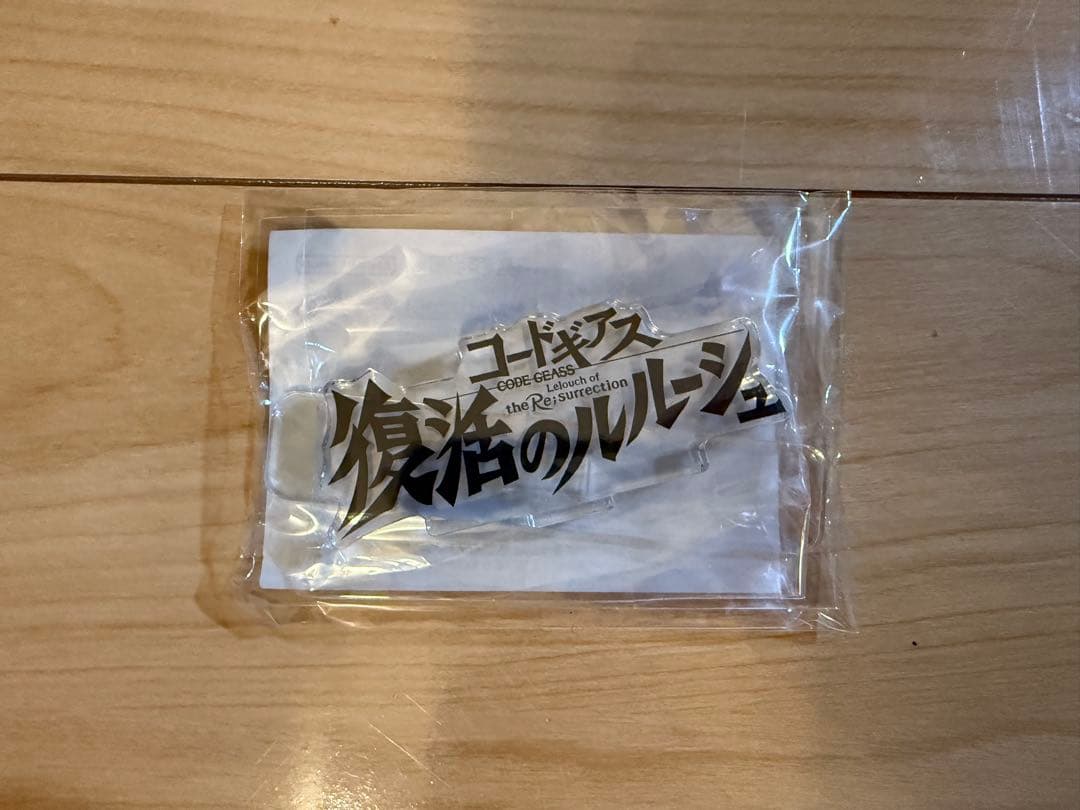 コードギアス
CODE GEASS
Lelouch of
the Re;surrection
復活のルルーシュ